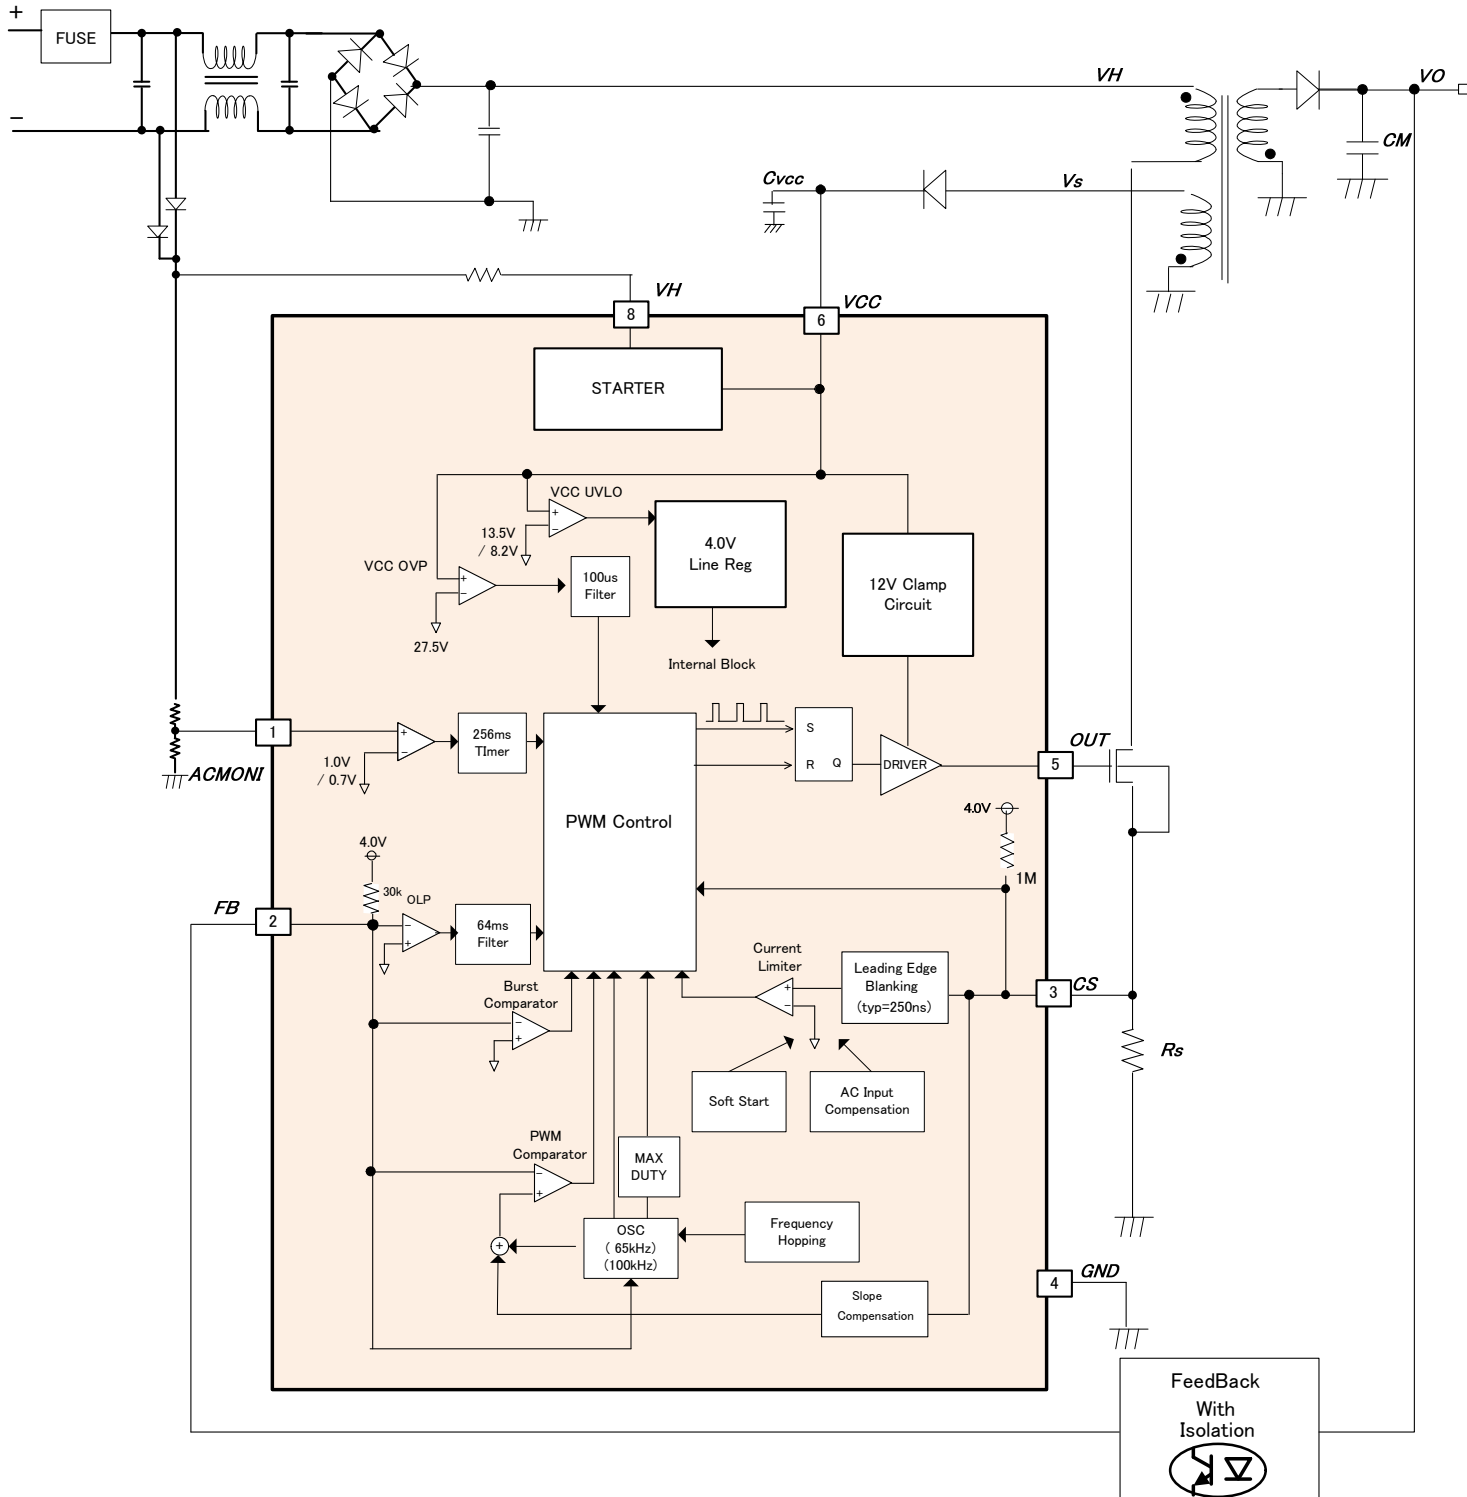 +
FUSE
VH
VO
−
CM
Cvcc
Vs
VH
VCC
8
6
STARTER
VCC UVLO
+
−
13.5V
/ 8.2V
4.0V
Line Reg
VCC OVP
+
−
100us
Filter
12V Clamp
Circuit
27.5V
Internal Block
1
+
−
256ms
TImer
S
R
Q
DRIVER
5
OUT
1.0V
/ 0.7V
ACMONI
PWM Control
4.0V
4.0V
30k
1M
OLP
FB
2
−
+
64ms
Filter
Current
Limiter
+
−
Leading Edge
Blanking
(typ=250ns)
3
CS
Burst
Comparator
−
+
Rs
Soft Start
AC Input
Compensation
PWM
Comparator
−
+
MAX
DUTY
+
OSC
( 65kHz)
(100kHz)
Frequency
Hopping
4
GND
Slope
Compensation
FeedBack
With
Isolation